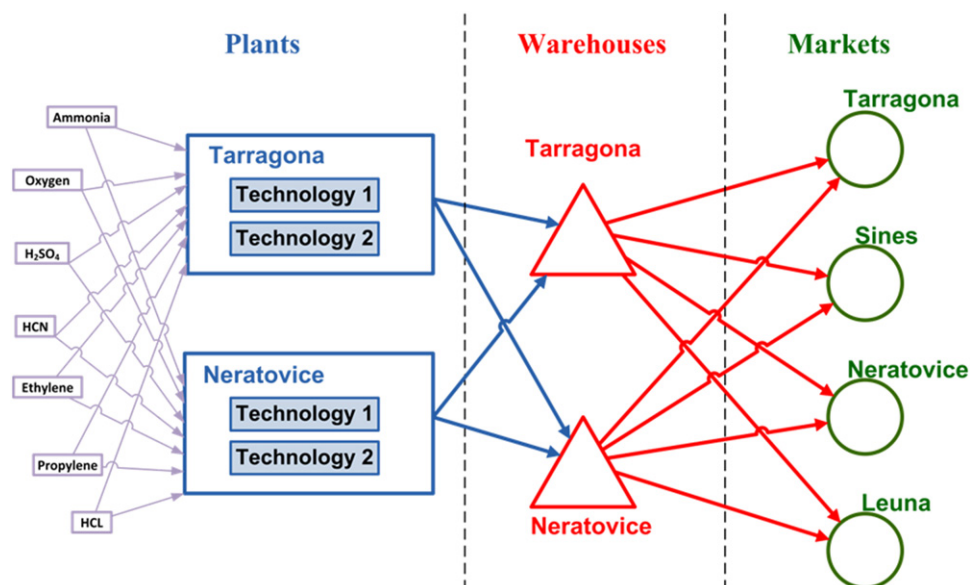 Plants
Warehouses
Markets
Ammonia
Oxygen
H₂SO₄
HCN
Ethylene
Propylene
HCL
Tarragona
Technology 1
Technology 2
Neratovice
Technology 1
Technology 2
Tarragona
Neratovice
Tarragona
Sines
Neratovice
Leuna